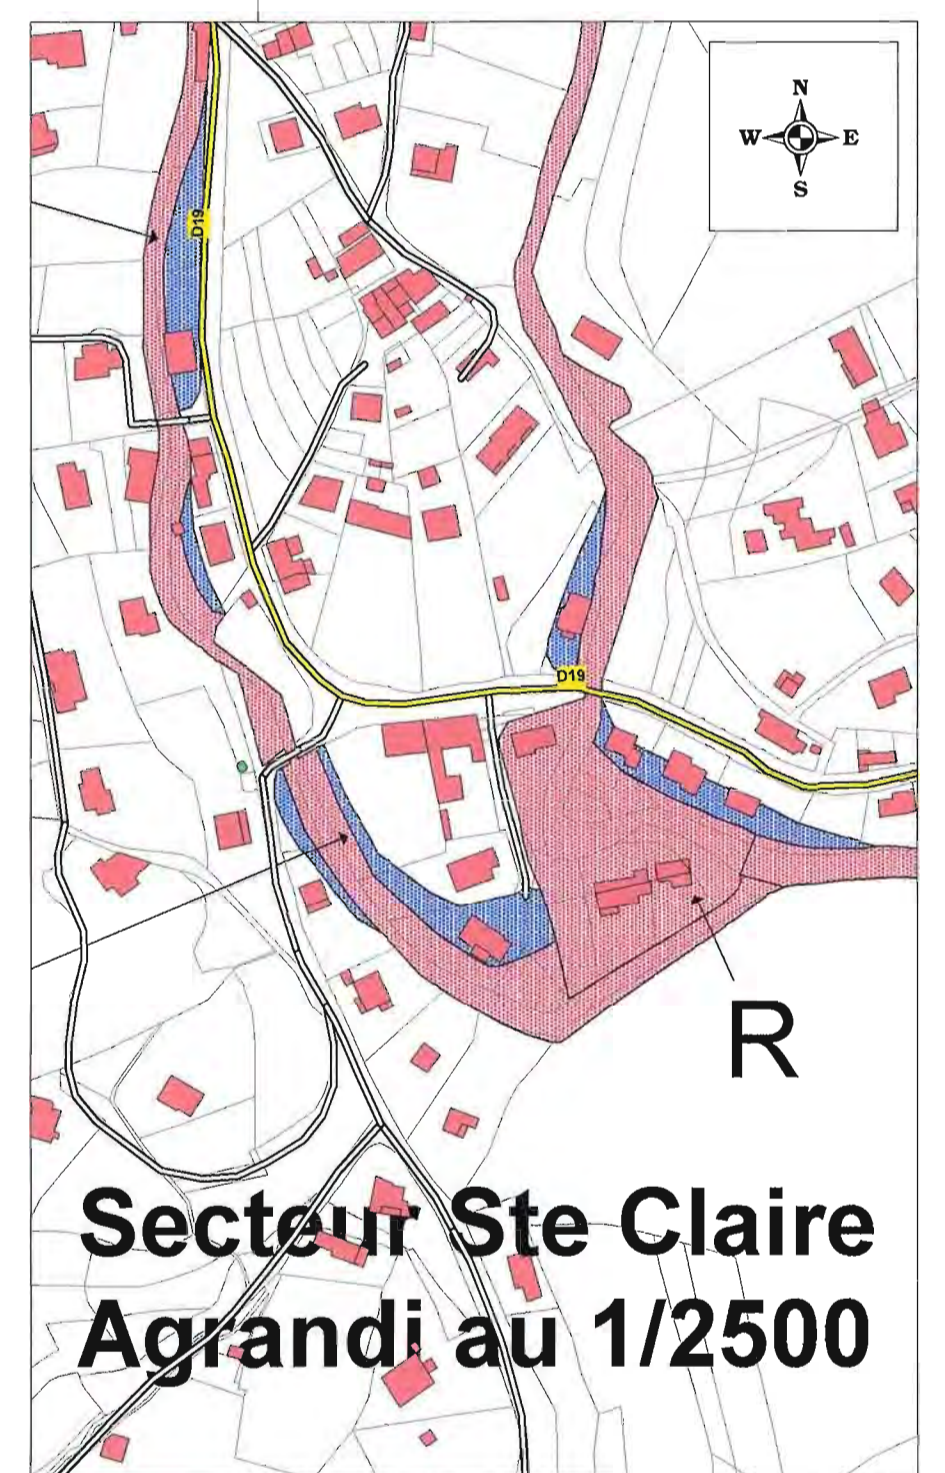 N
W E
S
D19
D19
R
Secteur Ste Claire
Agrandi au 1/2500